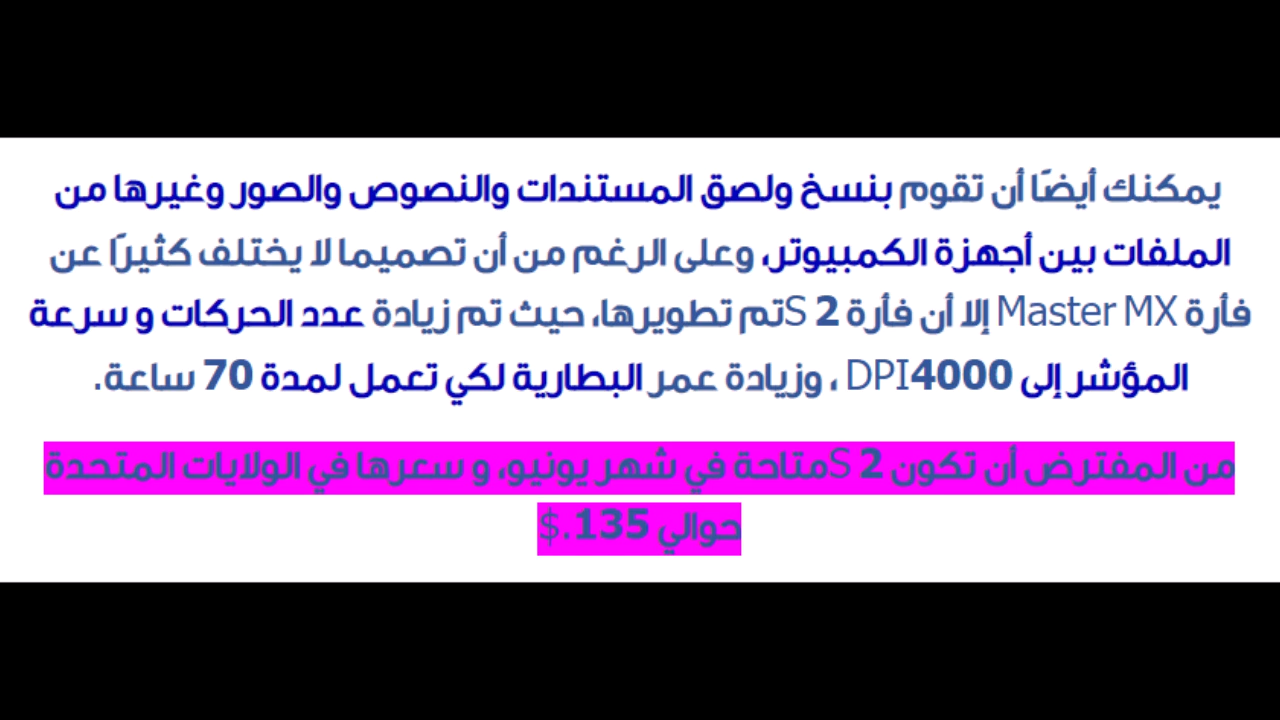 يمكنك أيضًا أن تقوم بنسخ ولصق المستندات والنصوص والصور وغيرها من
الملفات بين أجهزة الكمبيوتر، وعلى الرغم من أن تصميما لا يختلف كثيرًا عن
فأرة Master MX إلا أن فأرة 2 Sتم تطويرها، حيث تم زيادة عدد الحركات و سرعة
المؤشر إلى DPI4000 ، وزيادة عمر البطارية لكي تعمل لمدة 70 ساعة.
من المفترض أن تكون 2 Sمتاحة في شهر يونيو، و سعرها في الولايات المتحدة
حوالي 135.$